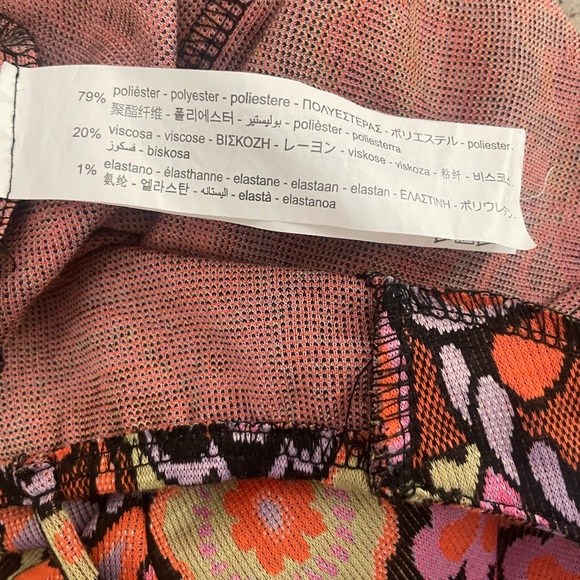 79% poliéster - polyester - poliestere - ΠΟΛΥΕΣΤΕΡΑΣ - ポリエステル - poliester -
聚酯纤维 - 폴리에스터 - بوليستير - polièster - poliesterra
20% viscosa - viscose - ΒΙΣΚΟΖΗ - レーヨン - viskose - viskoza - 粘纤 - 비스코스
فسكوز - biskosa
1% elastano - élasthanne - elastane - elastaan - elastan - ΕΛΑΣΤΙΝΗ - ポリウレタン
氨纶 - 엘라스탄 - اليستانه - elastà - elastanoa